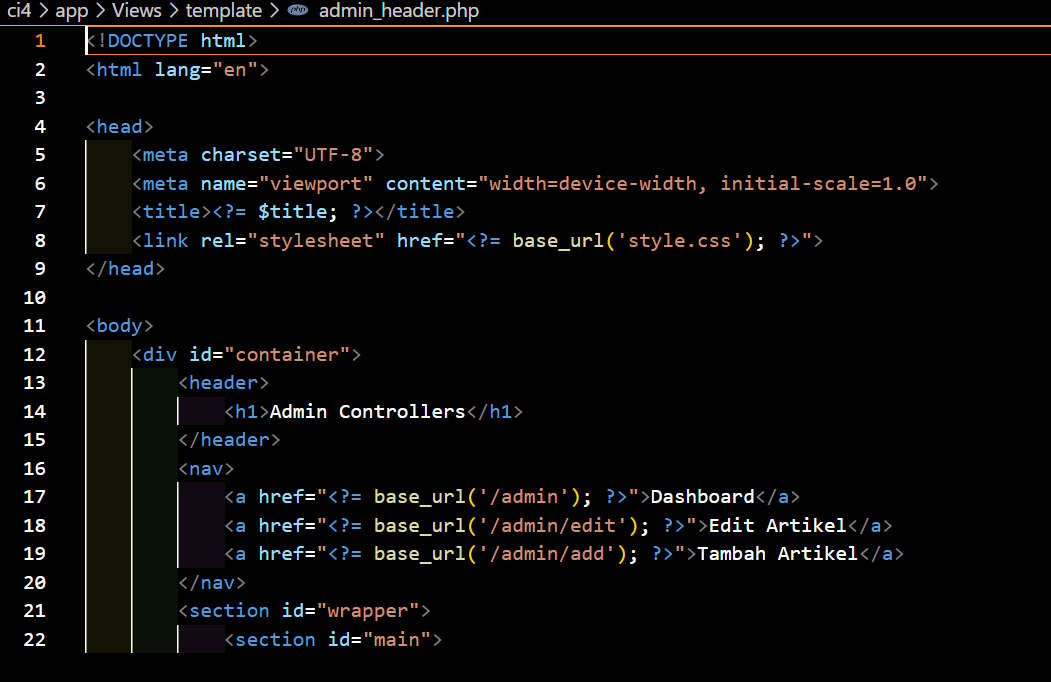 ci4 > app > Views > template > php admin_header.php
1 <!DOCTYPE html>
2 <html lang="en">
3
4 <head>
5     <meta charset="UTF-8">
6     <meta name="viewport" content="width=device-width, initial-scale=1.0">
7     <title><?= $title; ?></title>
8     <link rel="stylesheet" href="<?= base_url('style.css'); ?>">
9 </head>
10
11 <body>
12     <div id="container">
13         <header>
14             <h1>Admin Controllers</h1>
15         </header>
16         <nav>
17             <a href="<?= base_url('/admin'); ?>">Dashboard</a>
18             <a href="<?= base_url('/admin/edit'); ?>">Edit Artikel</a>
19             <a href="<?= base_url('/admin/add'); ?>">Tambah Artikel</a>
20         </nav>
21         <section id="wrapper">
22             <section id="main">